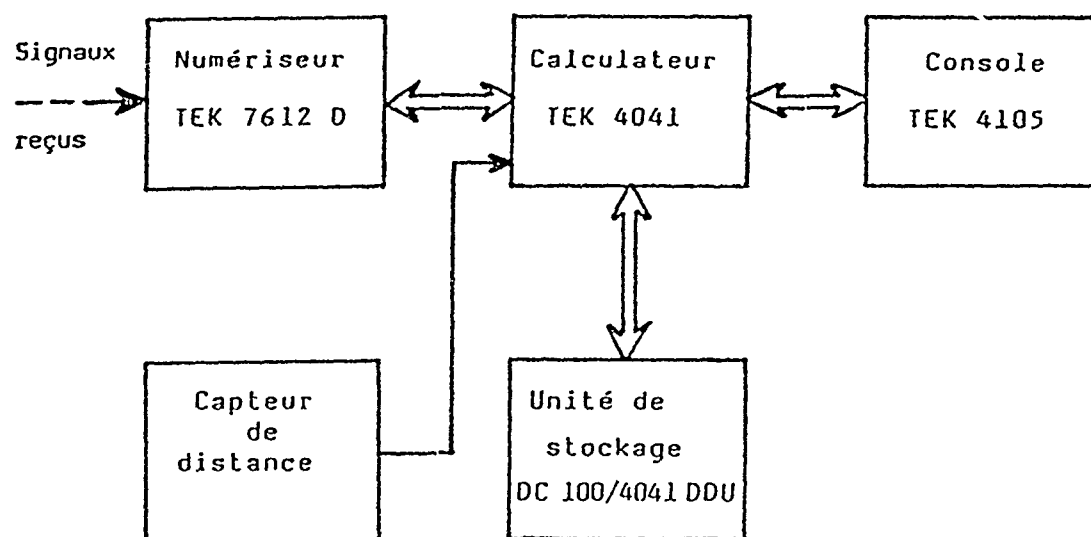 Signaux
reçus
Numériseur
TEK 7612 D
Calculateur
TEK 4041
Console
TEK 4105
Capteur
de
distance
Unité de
stockage
DC 100/4041 DDU